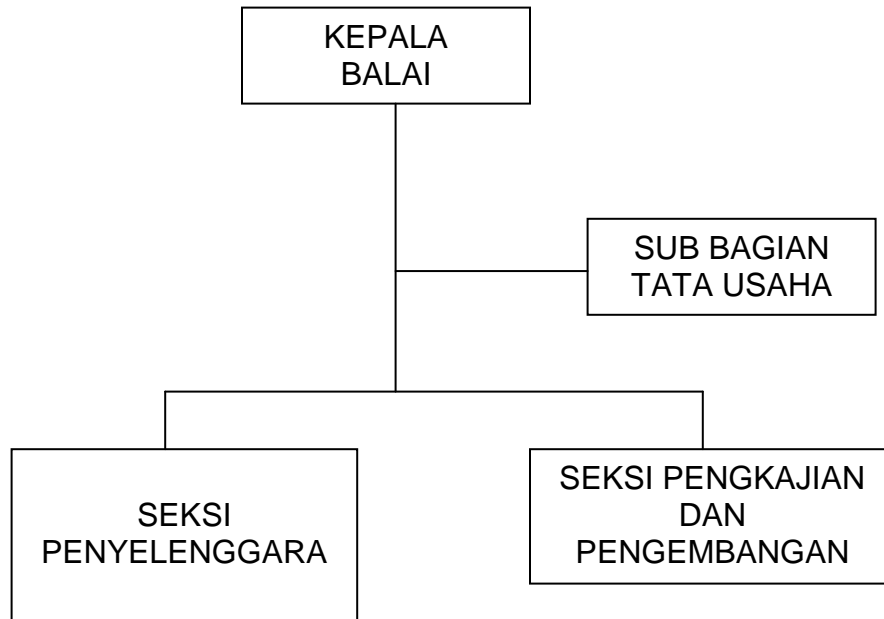 KEPALA
BALAI
SUB BAGIAN
TATA USAHA
SEKSI
PENYELENGGARA
SEKSI PENGKAJIAN
DAN
PENGEMBANGAN